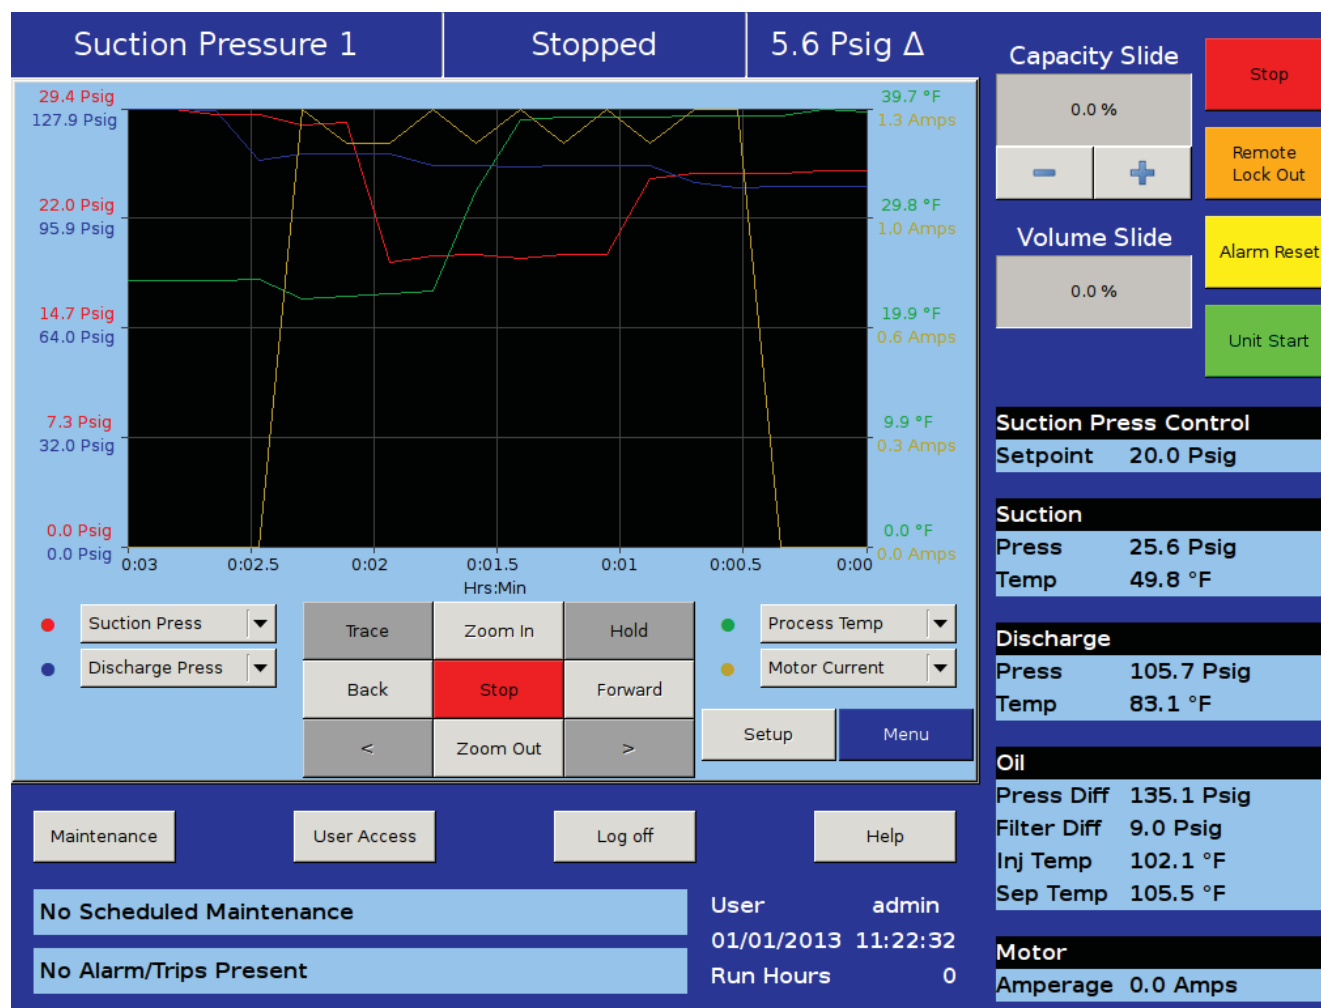 Suction Pressure 1
Stopped
5.6 Psig Δ
29.4 Psig
127.9 Psig
22.0 Psig
95.9 Psig
14.7 Psig
64.0 Psig
7.3 Psig
32.0 Psig
0.0 Psig
0.0 Psig
39.7 °F
1.3 Amps
29.8 °F
1.0 Amps
19.9 °F
0.6 Amps
9.9 °F
0.3 Amps
0.0 °F
0.0 Amps
0:03 0:02.5 0:02 0:01.5 0:01 0:00.5 0:00
Hrs:Min
Suction Press
Discharge Press
Trace Zoom In Hold
Back Stop Forward
< Zoom Out >
Process Temp
Motor Current
Setup Menu
Maintenance User Access Log off Help
No Scheduled Maintenance
No Alarm/Trips Present
User admin
01/01/2013 11:22:32
Run Hours 0
Capacity Slide
0.0 %
Volume Slide
0.0 %
Stop
Remote
Lock Out
Alarm Reset
Unit Start
Suction Press Control
Setpoint 20.0 Psig
Suction
Press 25.6 Psig
Temp 49.8 °F
Discharge
Press 105.7 Psig
Temp 83.1 °F
Oil
Press Diff 135.1 Psig
Filter Diff 9.0 Psig
Inj Temp 102.1 °F
Sep Temp 105.5 °F
Motor
Amperage 0.0 Amps